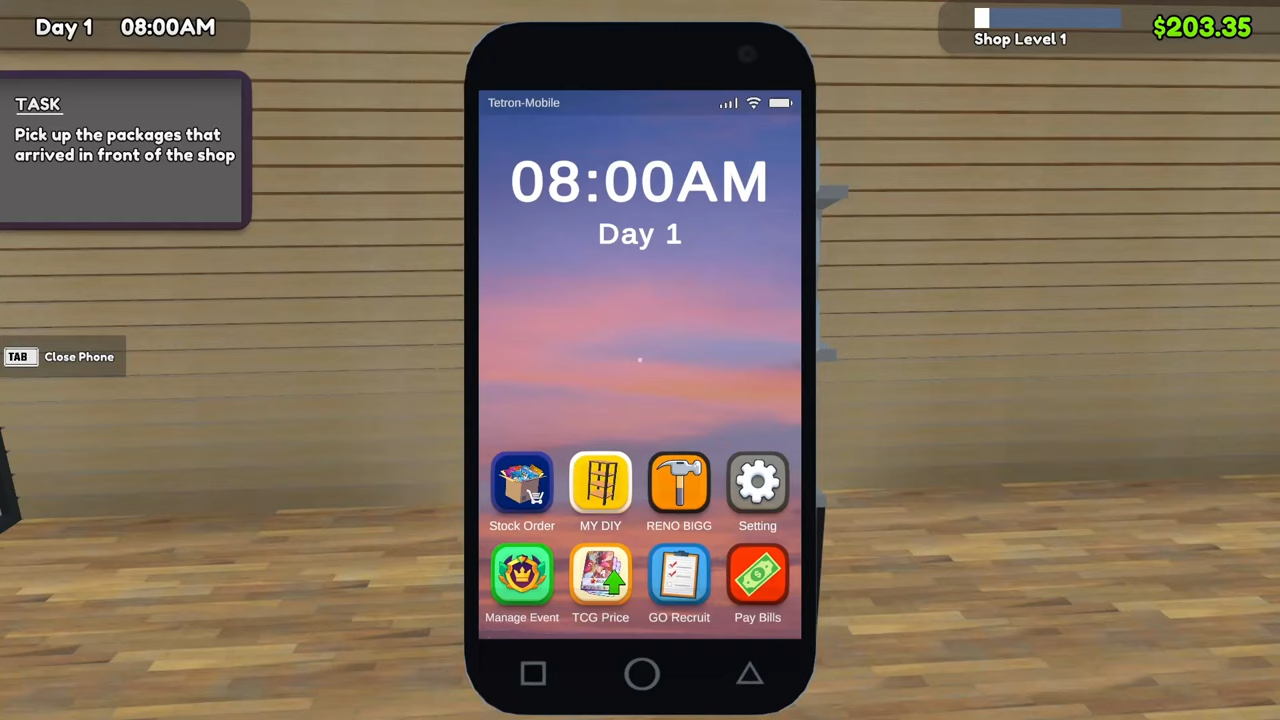 Day 1 08:00AM
Shop Level 1
$203.35
TASK
Pick up the packages that
arrived in front of the shop
TAB Close Phone
Tetron-Mobile
08:00AM
Day 1
Stock Order MY DIY RENO BIGG Setting
Manage Event TCG Price GO Recruit Pay Bills